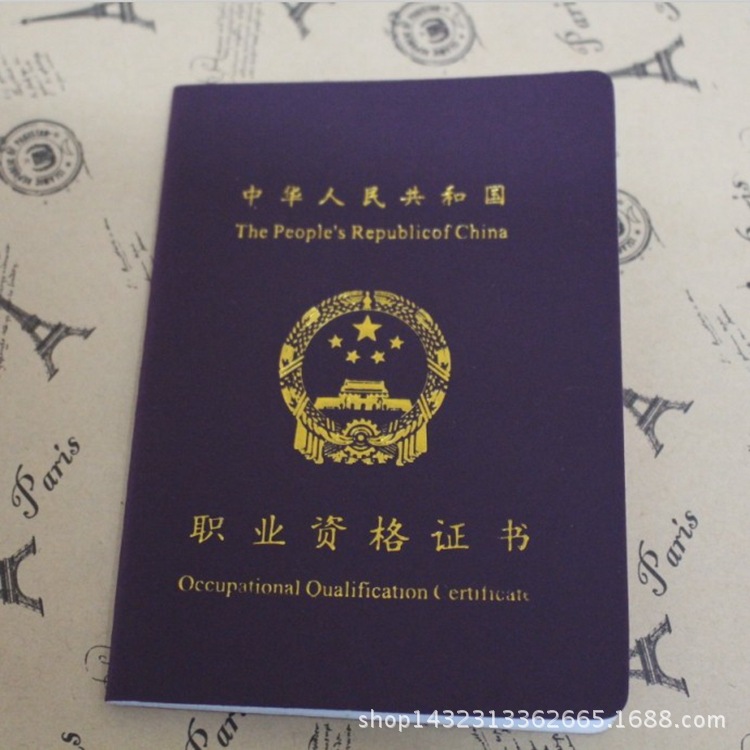 中华人民共和国
The People's Republicof China
职业资格证书
Occupational Qualification Certificate
Paris
Paris
Paris
shop1432313362665.1688.com